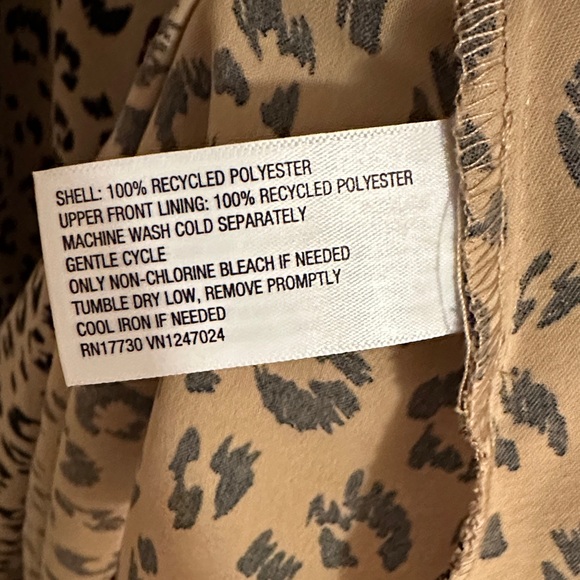 SHELL: 100% RECYCLED POLYESTER
UPPER FRONT LINING: 100% RECYCLED POLYESTER
MACHINE WASH COLD SEPARATELY
GENTLE CYCLE
ONLY NON-CHLORINE BLEACH IF NEEDED
TUMBLE DRY LOW, REMOVE PROMPTLY
COOL IRON IF NEEDED
RN17730 VN1247024